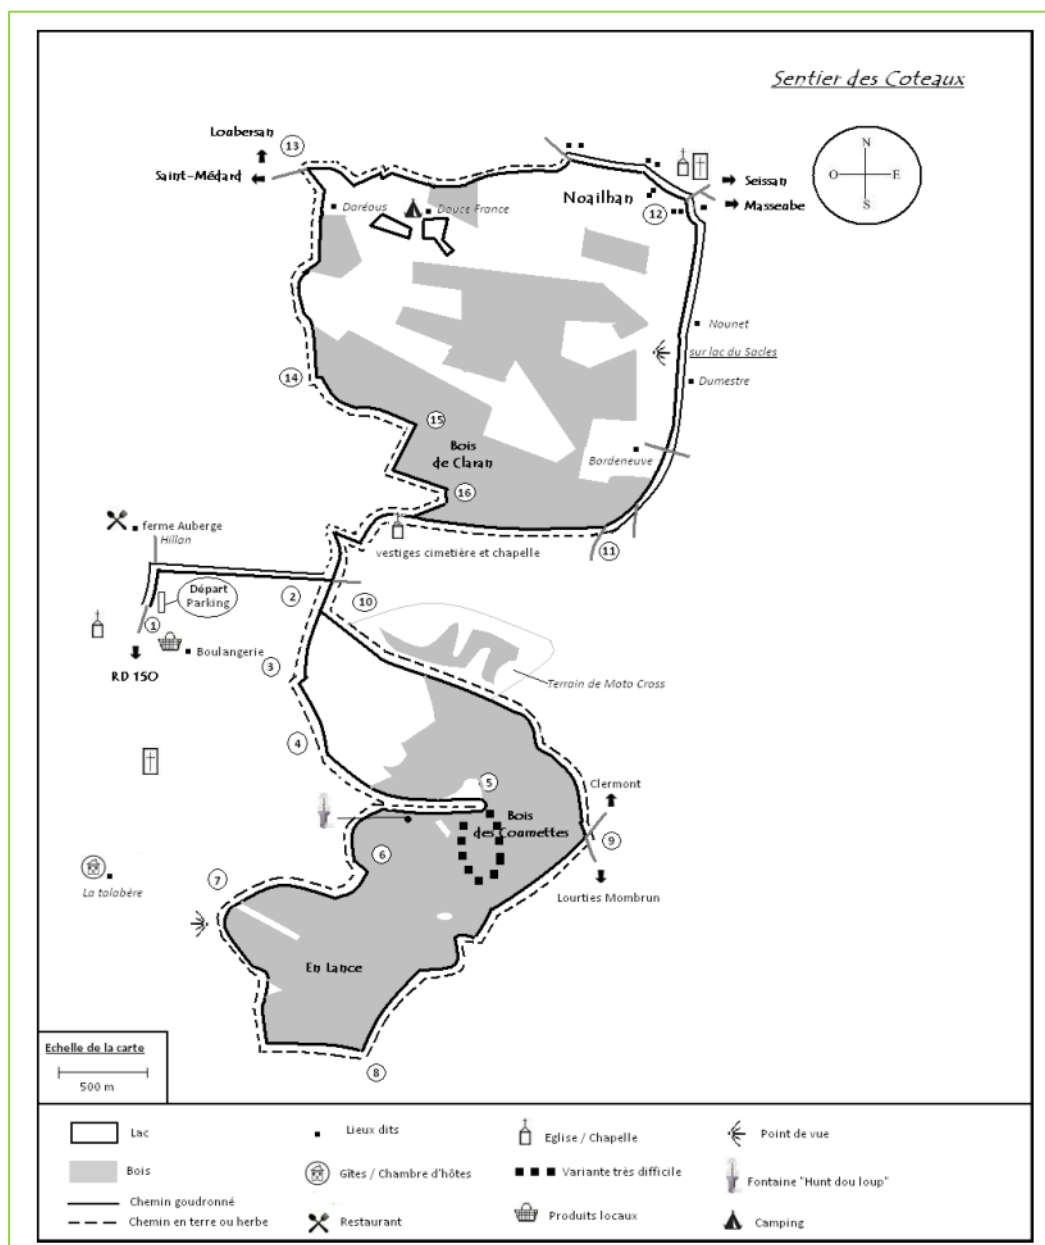 Sentier des Coteaux
Loubersan
13
Saint-Médard
N
O
E
S
Seissan
Masseube
Noailhan
12
Daréous
Douce France
Nounet
sur lac du Sacles
Dumestre
14
15
Bois
de Claran
Bordeneuve
16
ferme Auberge
Hillan
vestiges cimetière et chapelle
11
Départ
Parking
2
10
1
Boulangerie
3
RD 150
Terrain de Moto Cross
4
5
Clermont
Bois
des Coumettes
9
6
7
La talabère
Lourties Mombrun
En Lance
8
Echelle de la carte
500 m
Lac
Lieux dits
Eglise / Chapelle
Point de vue
Bois
Gîtes / Chambre d'hôtes
Variante très difficile
Fontaine "Hunt dou loup"
Chemin goudronné
Chemin en terre ou herbe
Restaurant
Produits locaux
Camping